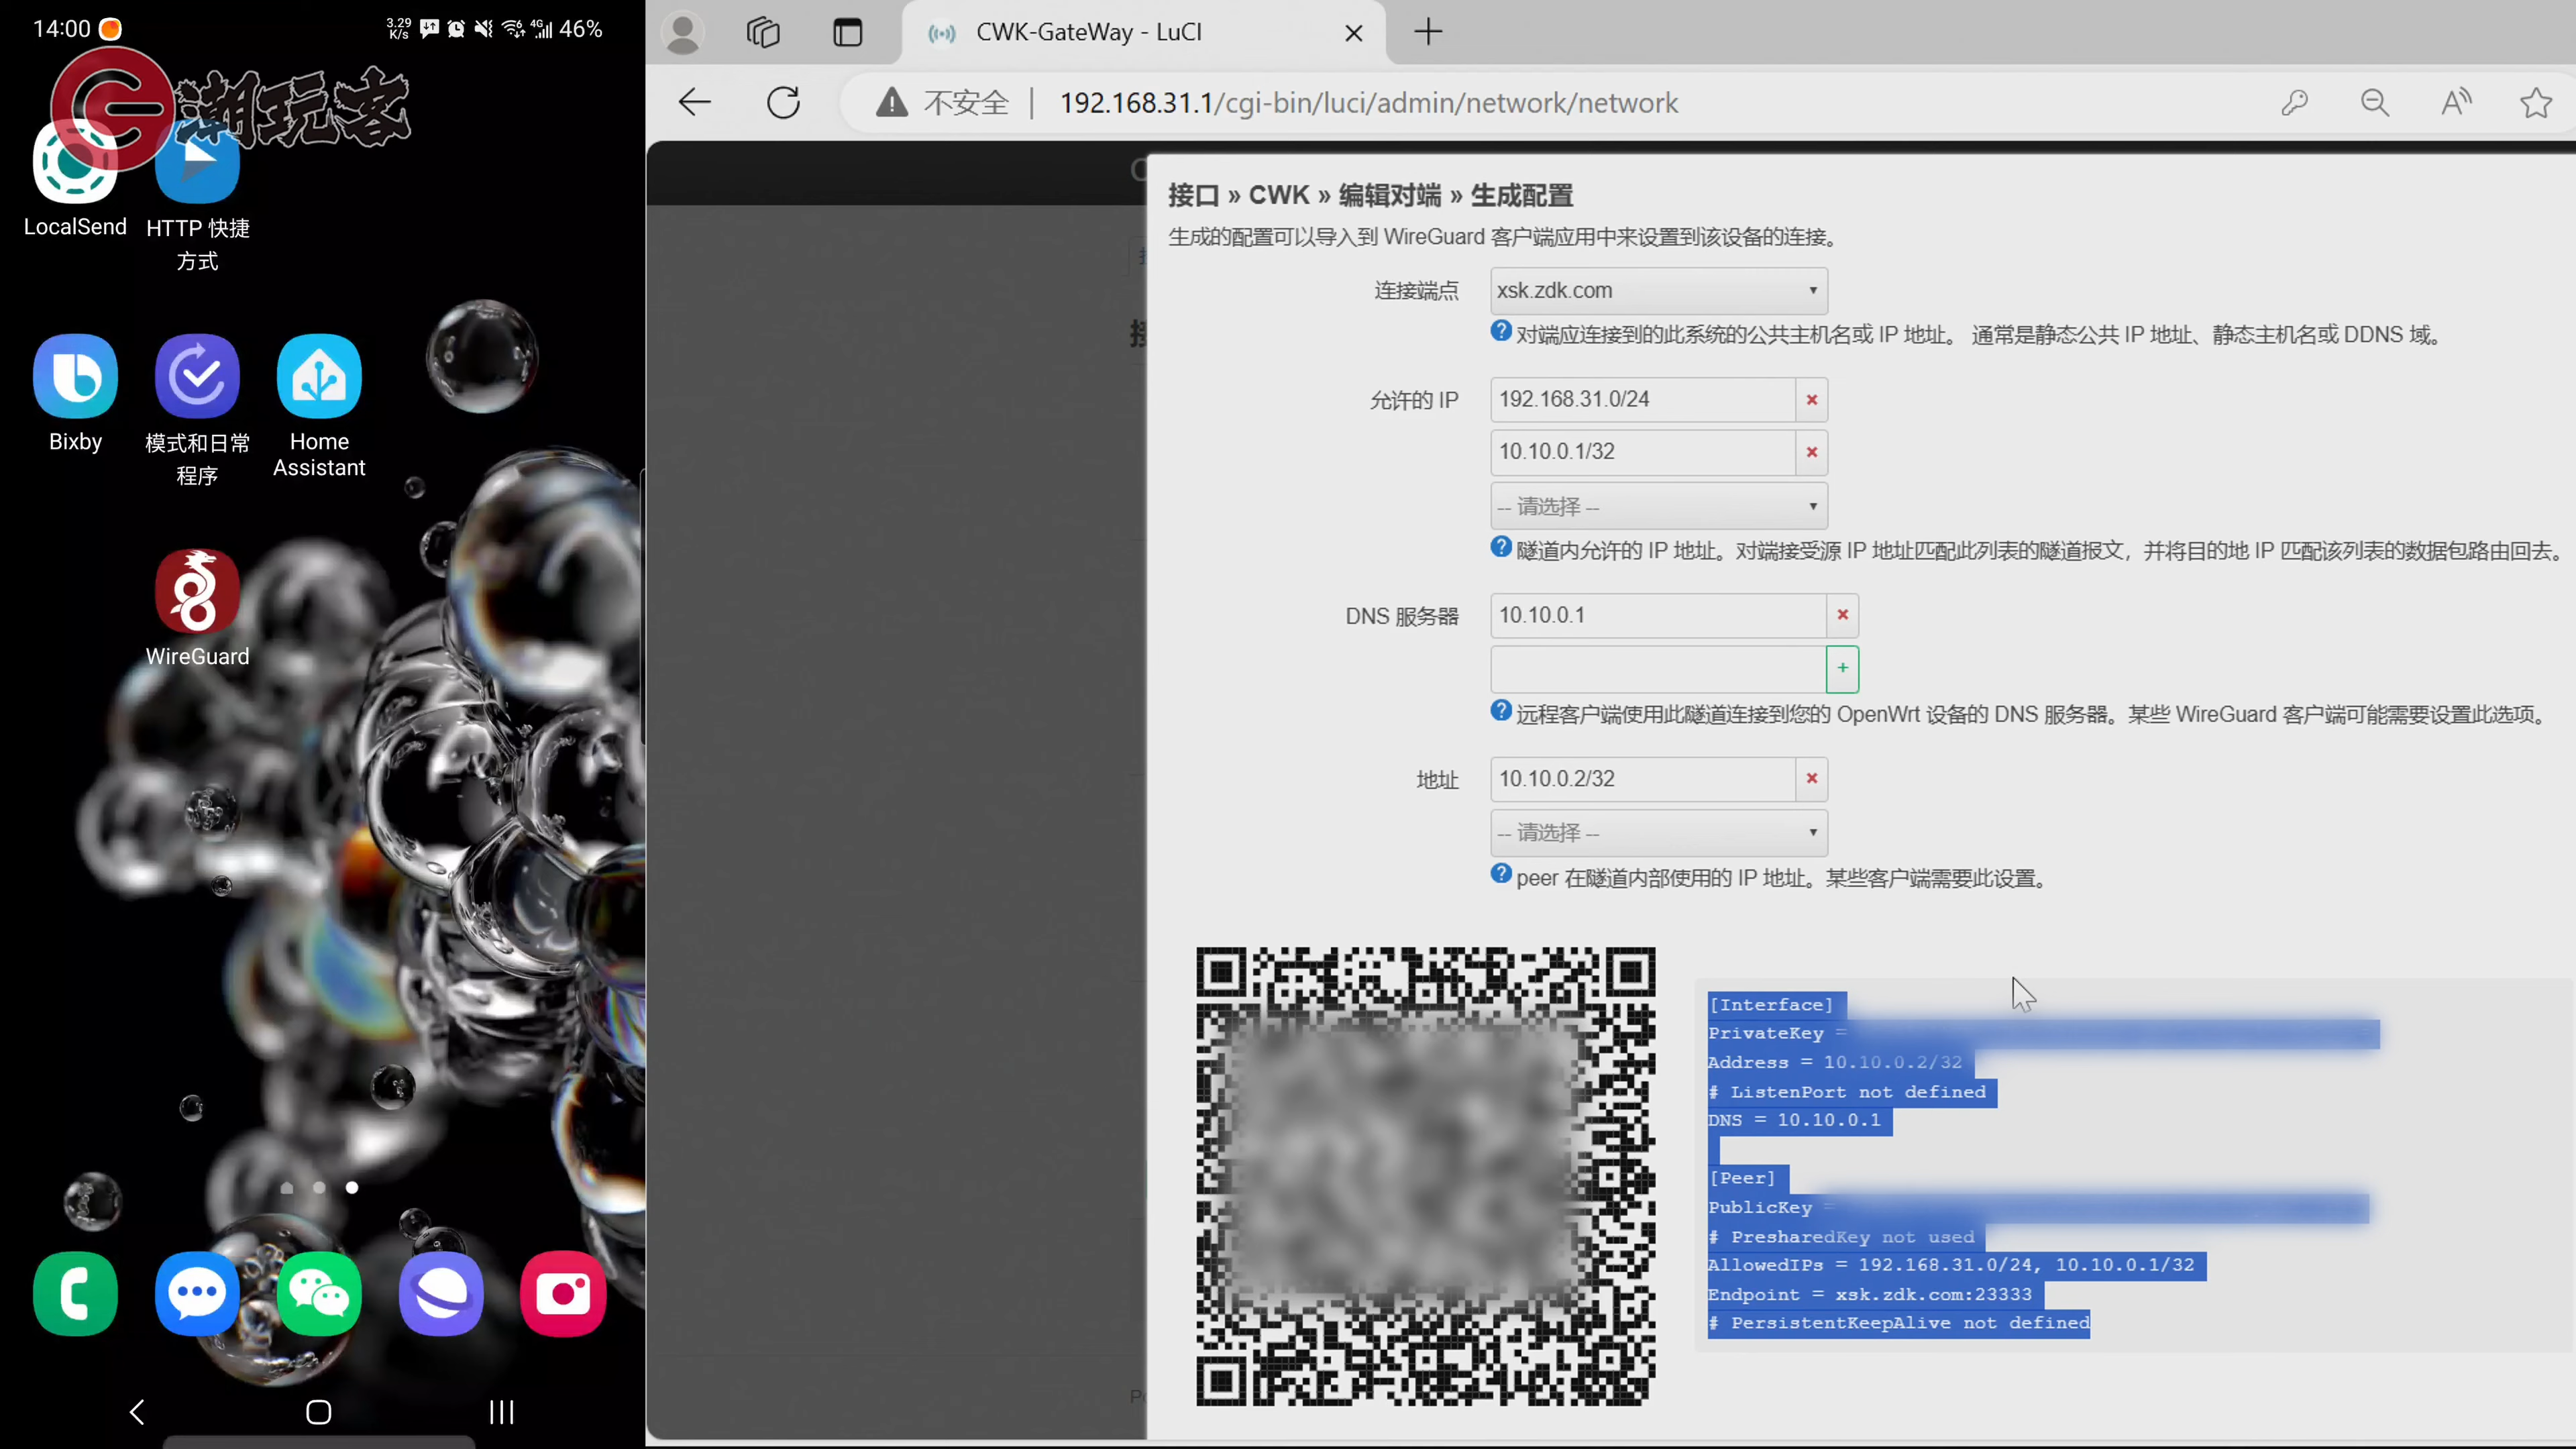 14:00
3.29
K/s
4G
46%
潮玩客
LocalSend
HTTP 快捷
方式
Bixby
模式和日常
程序
Home
Assistant
WireGuard
CWK-GateWay - LuCI
不安全
192.168.31.1/cgi-bin/luci/admin/network/network
接口 » CWK » 编辑对端 » 生成配置
生成的配置可以导入到 WireGuard 客户端应用中来设置到该设备的连接。
连接端点
xsk.zdk.com
对端应连接到的此系统的公共主机名或 IP 地址。 通常是静态公共 IP 地址、静态主机名或 DDNS 域。
允许的 IP
192.168.31.0/24
10.10.0.1/32
-- 请选择 --
隧道内允许的 IP 地址。对端接受源 IP 地址匹配此列表的隧道报文，并将目的地 IP 匹配该列表的数据包路由回去。
DNS 服务器
10.10.0.1
远程客户端使用此隧道连接到您的 OpenWrt 设备的 DNS 服务器。某些 WireGuard 客户端可能需要设置此选项。
地址
10.10.0.2/32
-- 请选择 --
peer 在隧道内部使用的 IP 地址。某些客户端需要此设置。
[Interface]
PrivateKey =
Address = 10.10.0.2/32
# ListenPort not defined
DNS = 10.10.0.1
[Peer]
PublicKey =
# PresharedKey not used
AllowedIPs = 192.168.31.0/24, 10.10.0.1/32
Endpoint = xsk.zdk.com:23333
# PersistentKeepAlive not defined